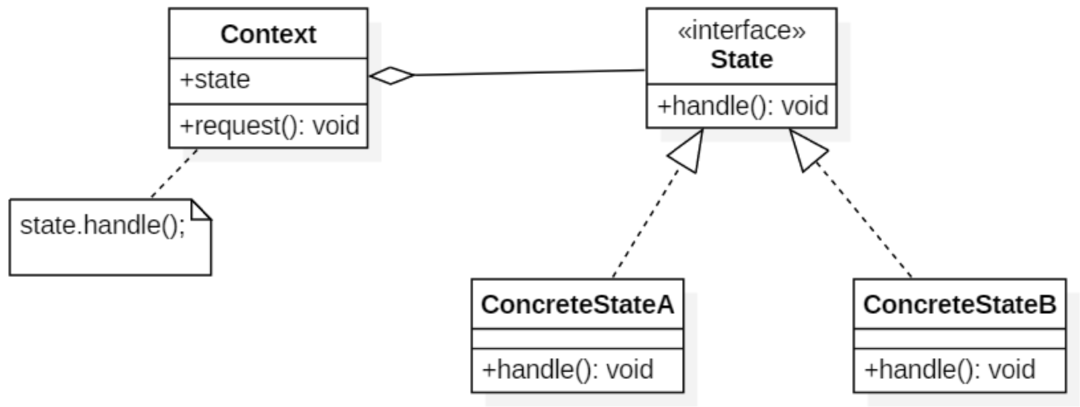 Context
+state
+request(): void
state.handle();
«interface»
State
+handle(): void
ConcreteStateA
+handle(): void
ConcreteStateB
+handle(): void